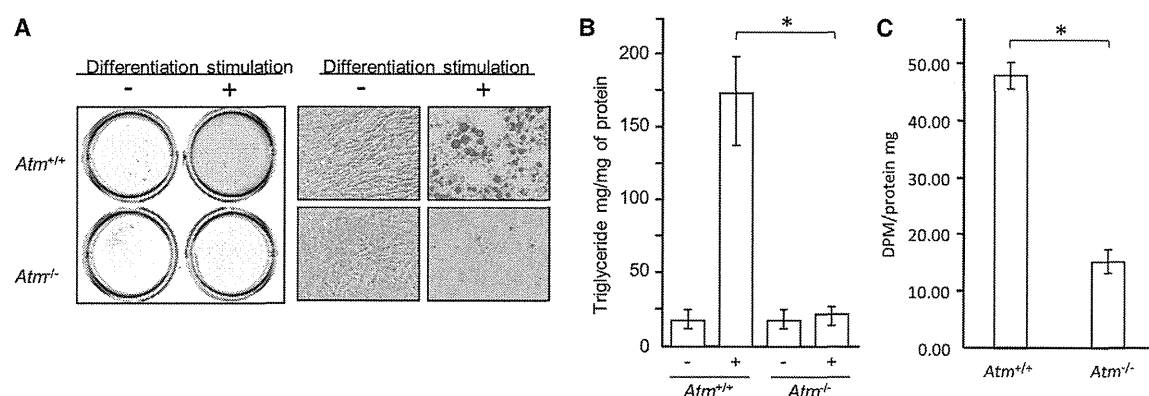 A
Differentiation stimulation
- +
Differentiation stimulation
- +
Atm+/+
Atm-/-
B
Triglyceride mg/mg of protein
200
150
100
50
0
*
- + - +
Atm+/+ Atm-/-
C
DPM/protein mg
50.00
40.00
30.00
20.00
10.00
0.00
*
Atm+/+ Atm-/-